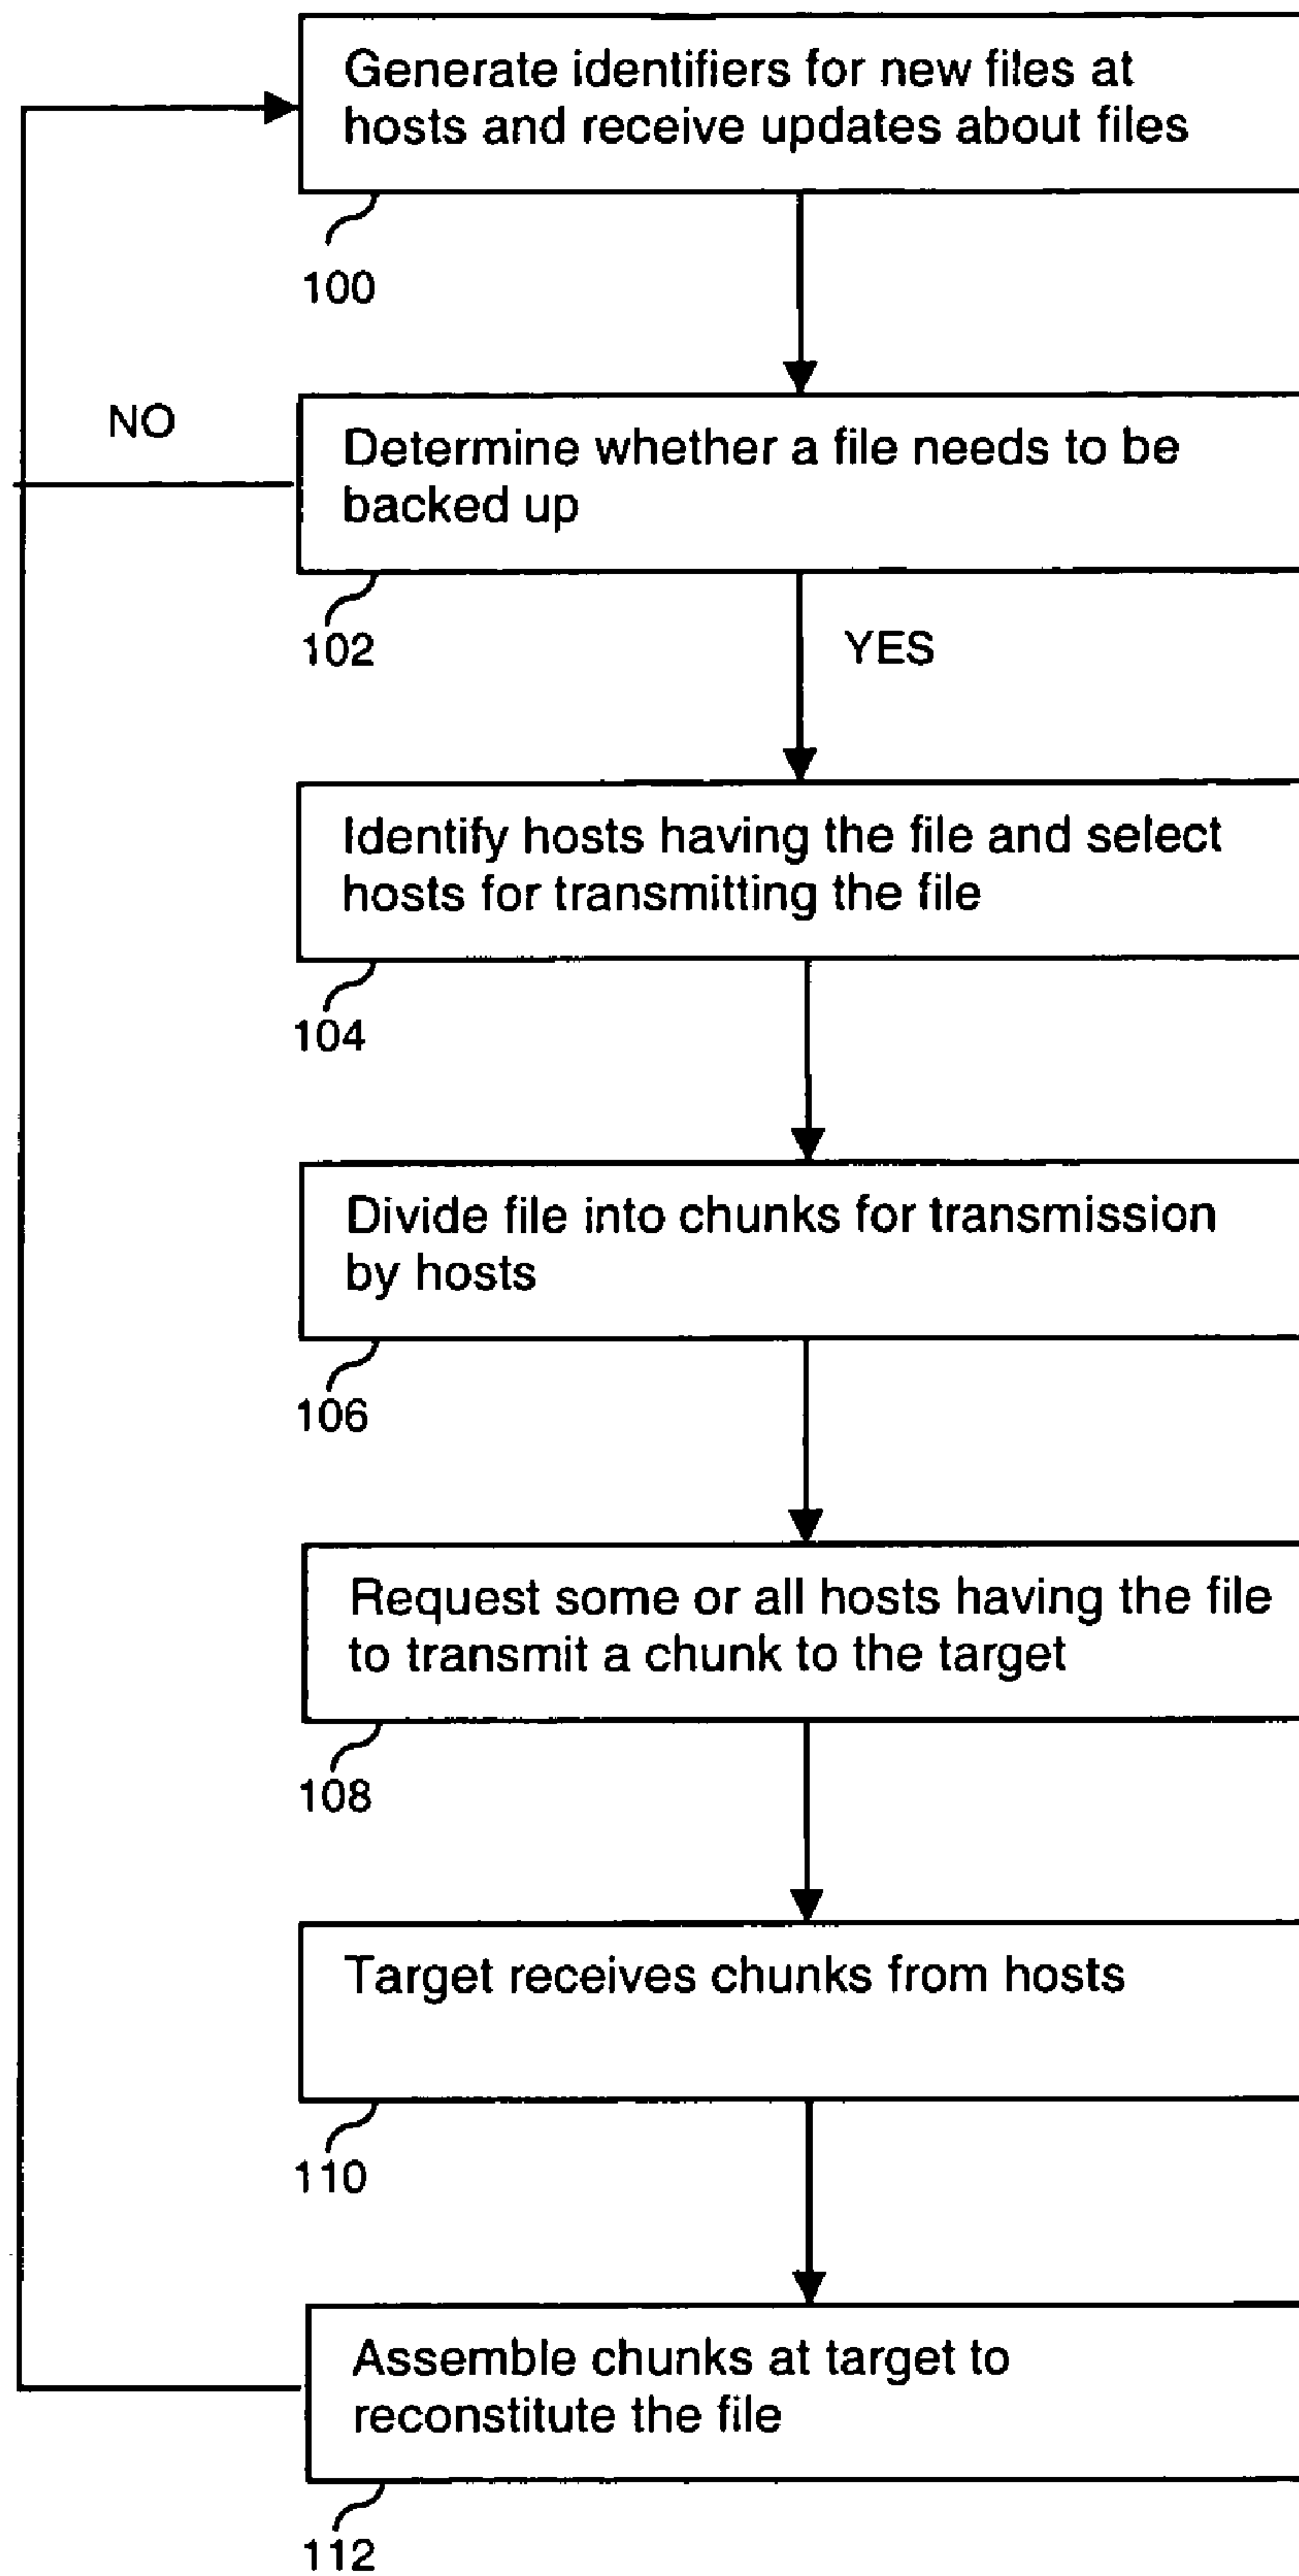 Generate identifiers for new files at
hosts and receive updates about files
100
NO
Determine whether a file needs to be
backed up
102
YES
Identify hosts having the file and select
hosts for transmitting the file
104
Divide file into chunks for transmission
by hosts
106
Request some or all hosts having the file
to transmit a chunk to the target
108
Target receives chunks from hosts
110
Assemble chunks at target to
reconstitute the file
112